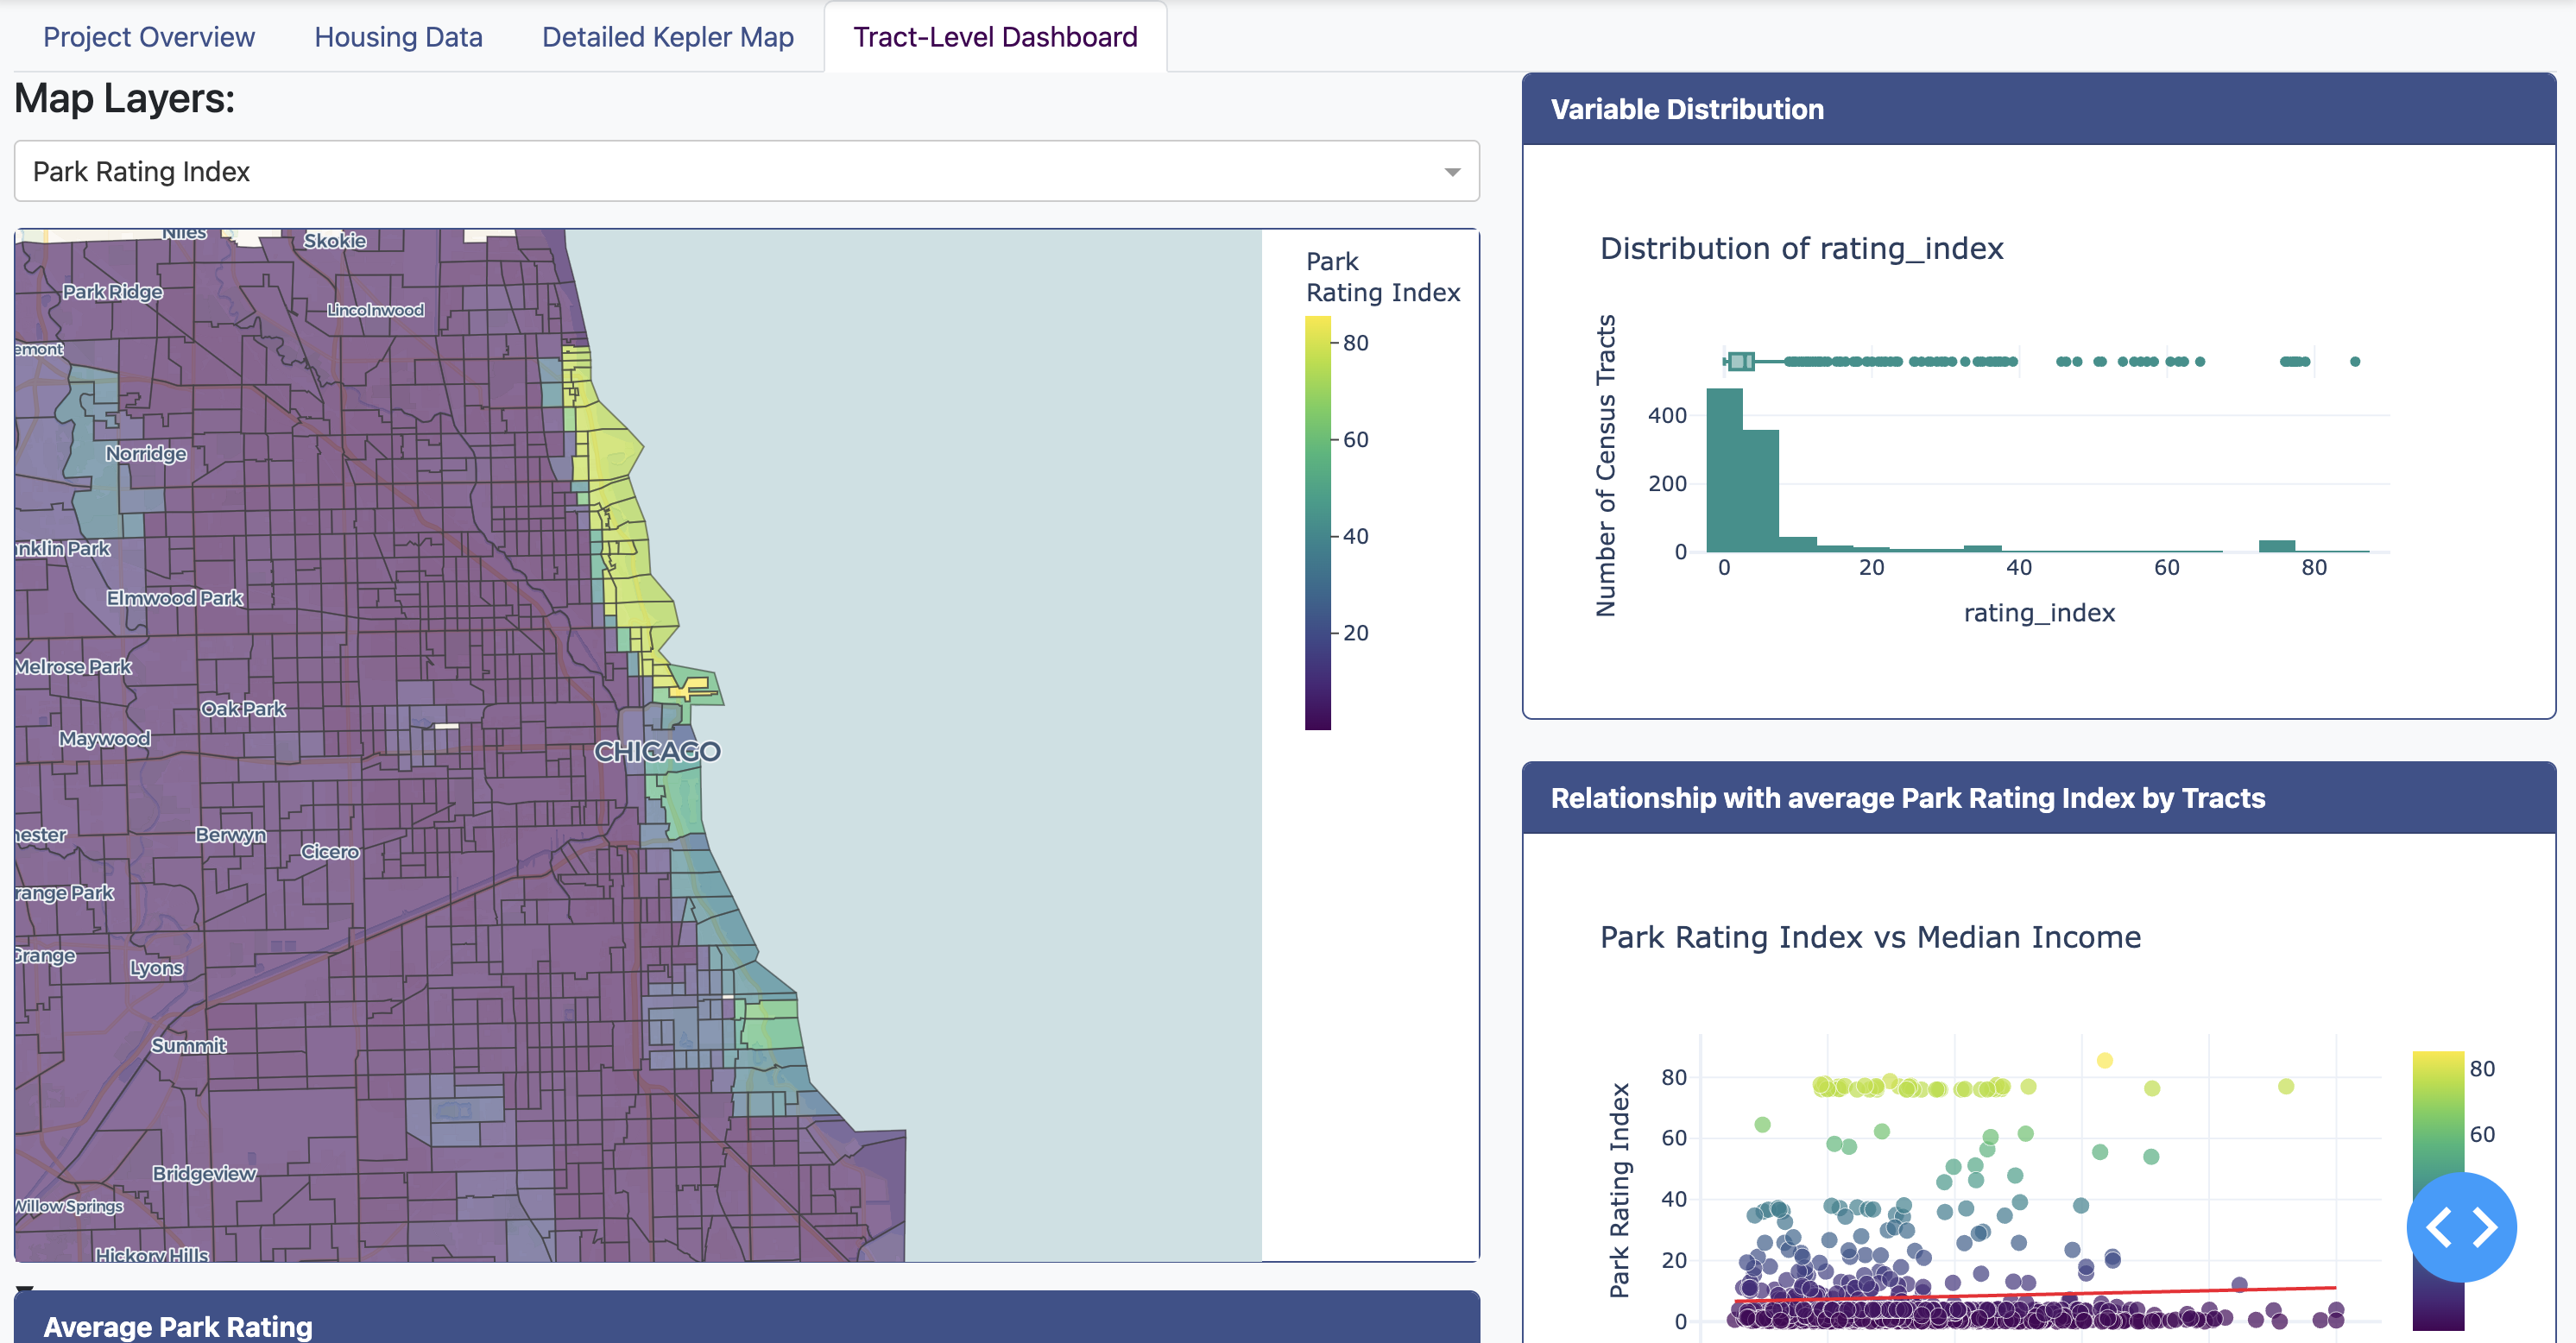 Project Overview
Housing Data
Detailed Kepler Map
Tract-Level Dashboard
Map Layers:
Park Rating Index
Niles
Skokie
Park Ridge
Lincolnwood
emont
Norridge
nklin Park
Elmwood Park
Melrose Park
Oak Park
Maywood
CHICAGO
hester
Berwyn
Cicero
range Park
Grange
Lyons
Summit
Bridgeview
Willow Springs
Hickory Hills
Park
Rating Index
80
60
40
20
Average Park Rating
Variable Distribution
Distribution of rating_index
Number of Census Tracts
400
200
0
0
20
40
60
80
rating_index
Relationship with average Park Rating Index by Tracts
Park Rating Index vs Median Income
Park Rating Index
80
60
40
20
0
80
60